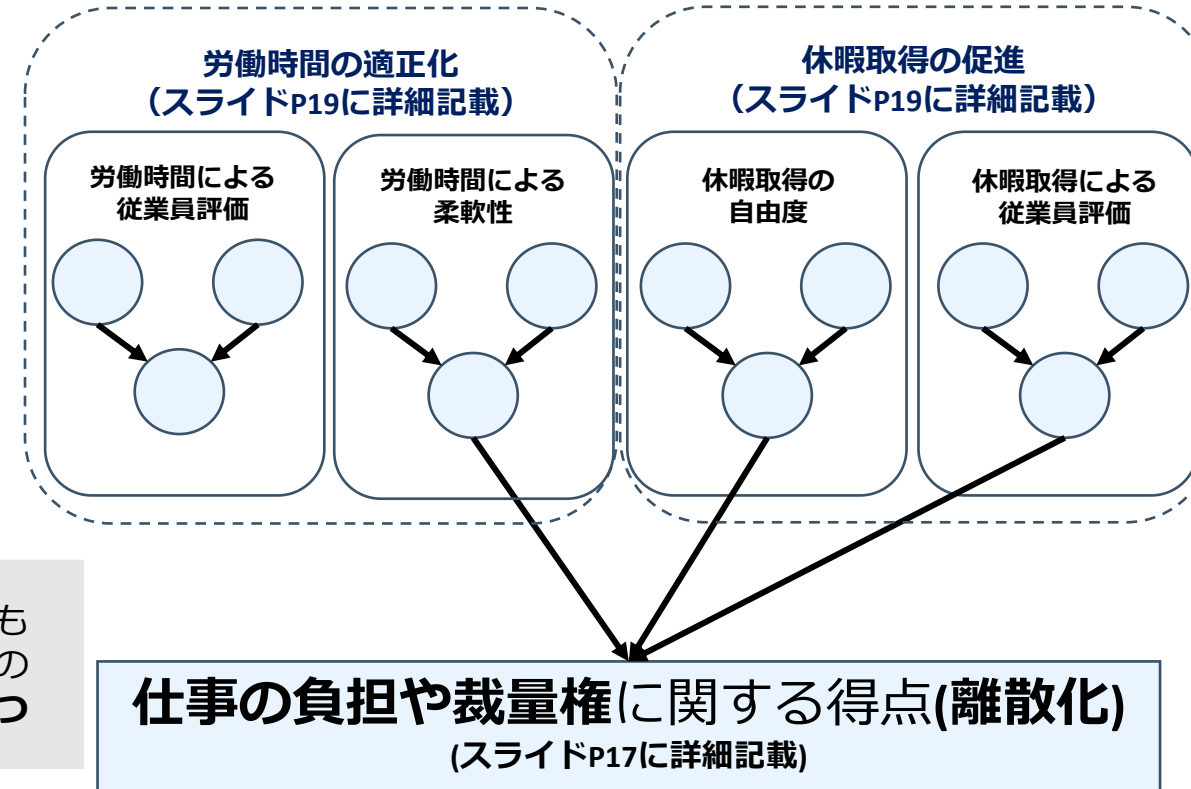 労働時間の適正化
（スライドP19に詳細記載）
休暇取得の促進
（スライドP19に詳細記載）
労働時間による
従業員評価
労働時間による
柔軟性
休暇取得の
自由度
休暇取得による
従業員評価
も
の
つ
仕事の負担や裁量権に関する得点(離散化)
(スライドP17に詳細記載)